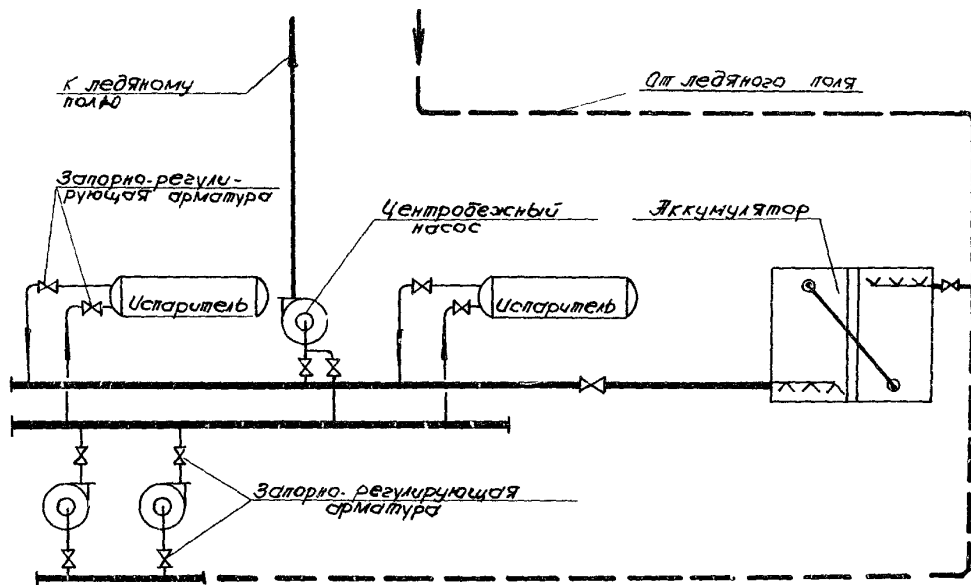 К ледяному
полю
От ледяного поля
Запорно-регули-
рующая арматура
Центробежный
насос
Аккумулятор
Испаритель
Испаритель
Запорно-регулирующая
арматура